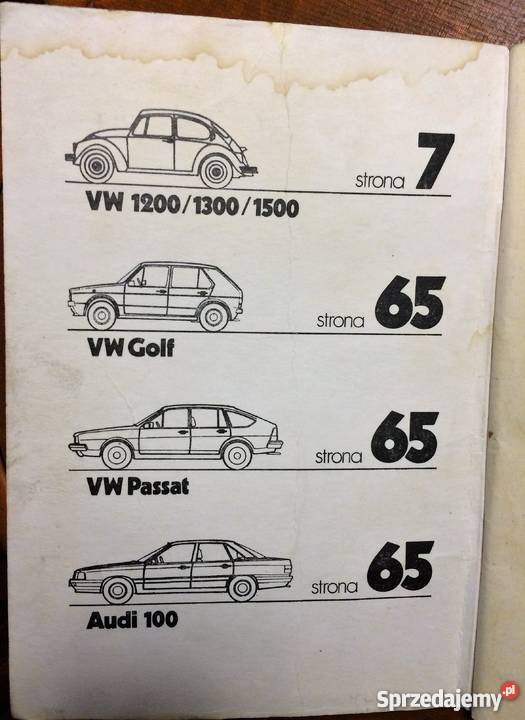 strona 7
VW 1200/1300/1500
strona 65
VW Golf
strona 65
VW Passat
strona 65
Audi 100
Sprzedajemy.pl